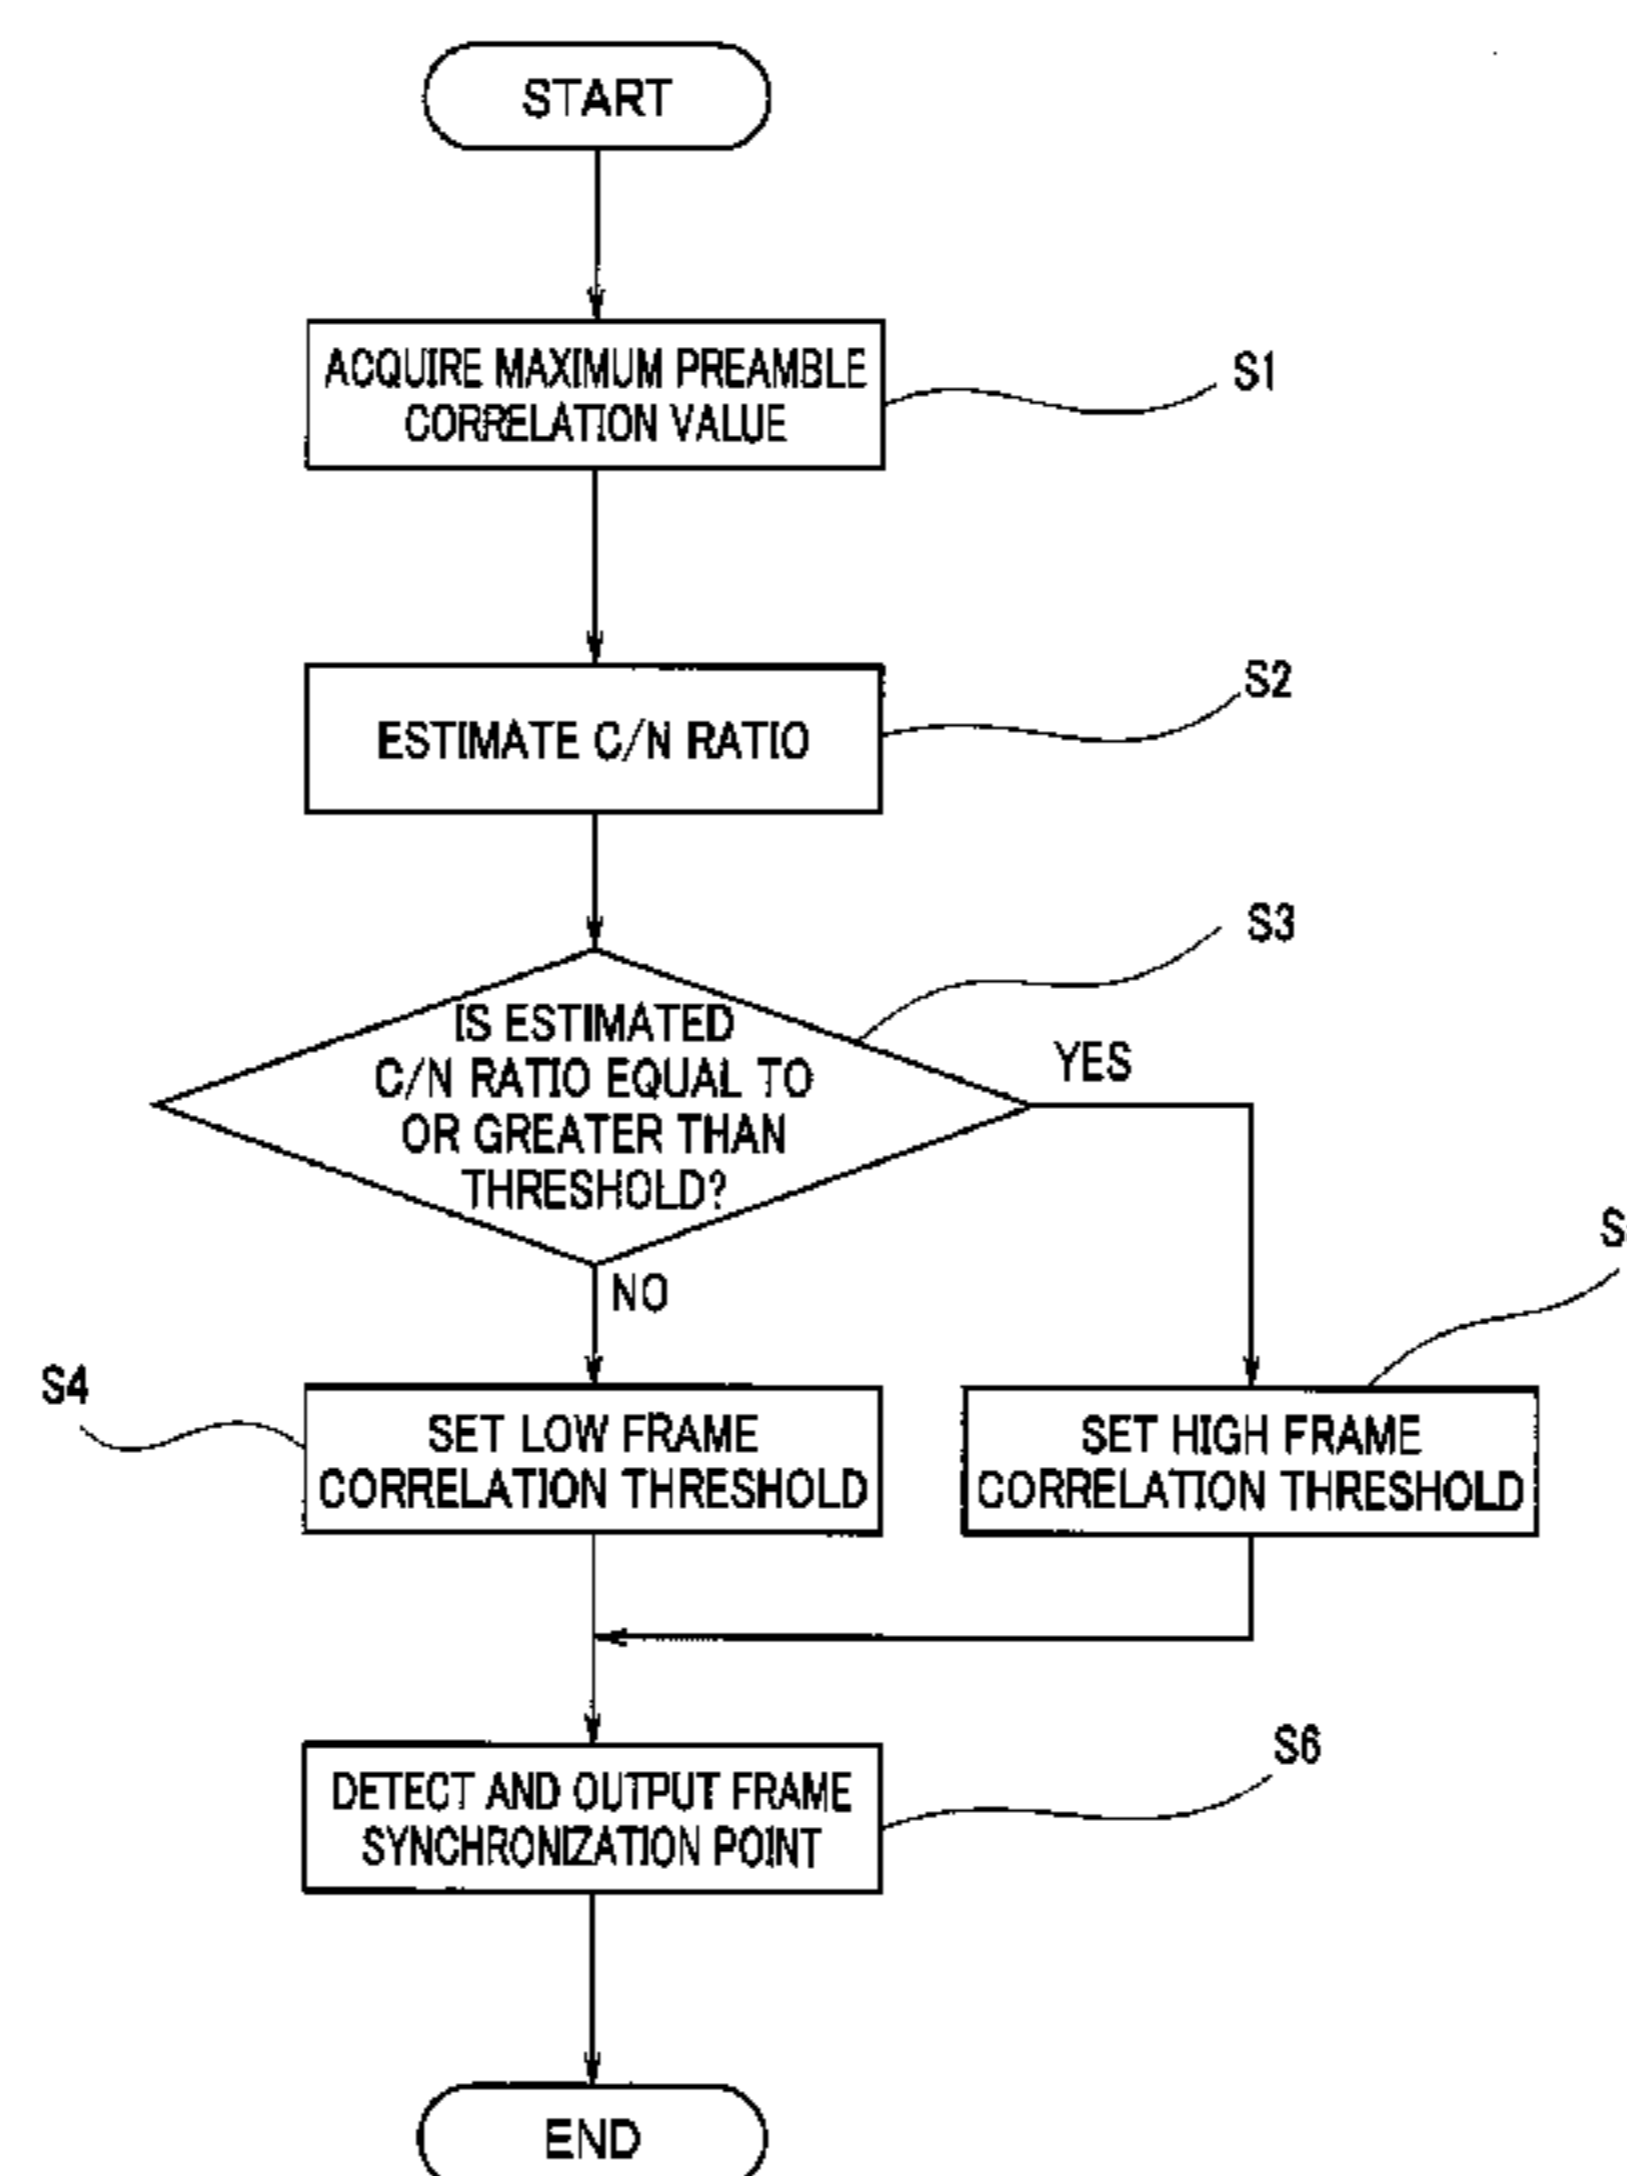 START
ACQUIRE MAXIMUM PREAMBLE
CORRELATION VALUE
S1
ESTIMATE C/N RATIO
S2
IS ESTIMATED
C/N RATIO EQUAL TO
OR GREATER THAN
THRESHOLD?
S3
YES
NO
S4
SET LOW FRAME
CORRELATION THRESHOLD
S
SET HIGH FRAME
CORRELATION THRESHOLD
DETECT AND OUTPUT FRAME
SYNCHRONIZATION POINT
S6
END